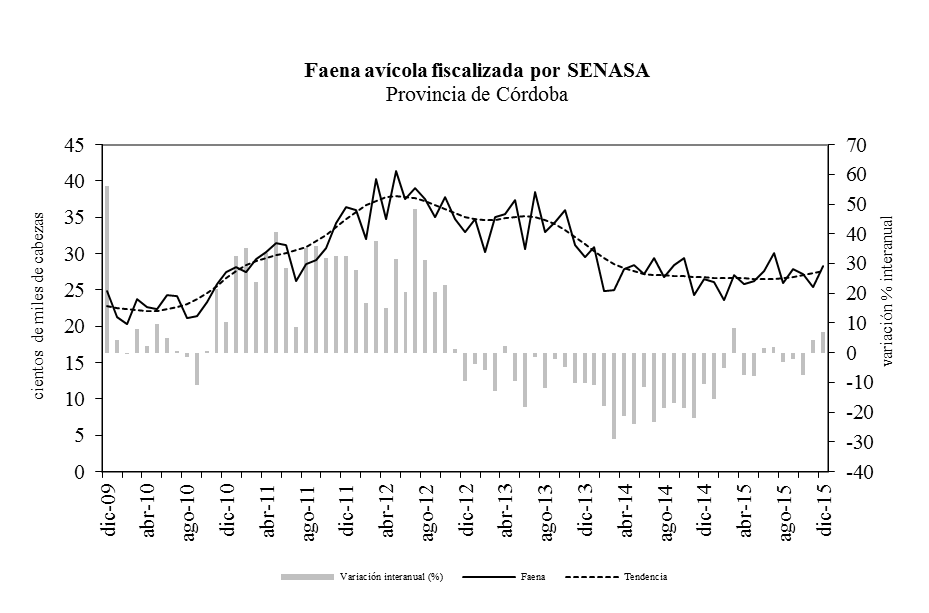 Faena avícola fiscalizada por SENASA
Provincia de Córdoba
cientos de miles de cabezas
45
40
35
30
25
20
15
10
5
0
70
60
50
40
30
20
10
0
-10
-20
-30
-40
variación % interanual
dic-09
abr-10
ago-10
dic-10
abr-11
ago-11
dic-11
abr-12
ago-12
dic-12
abr-13
ago-13
dic-13
abr-14
ago-14
dic-14
abr-15
ago-15
dic-15
Variación interanual (%) Faena Tendencia